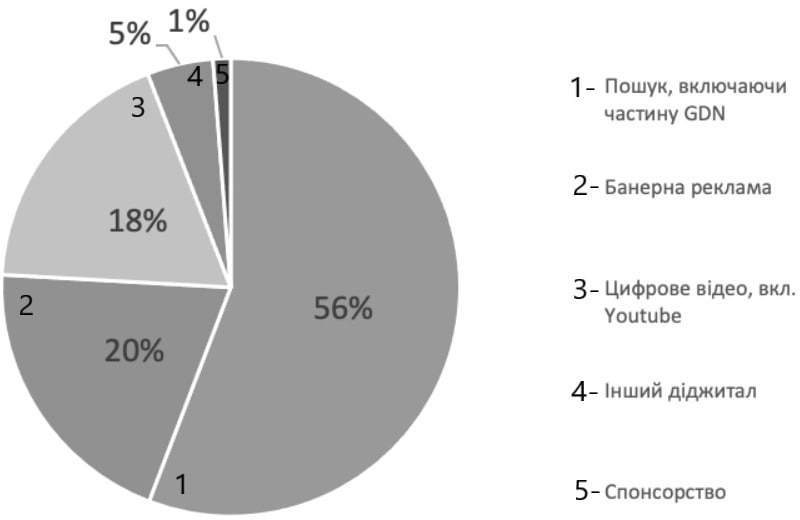 5% 1%
4 5
3
18%
56%
2
20%
1
1- Пошук, включаючи
частину GDN
2- Банерна реклама
3- Цифрове відео, вкл.
Youtube
4- Інший діджитал
5- Спонсорство